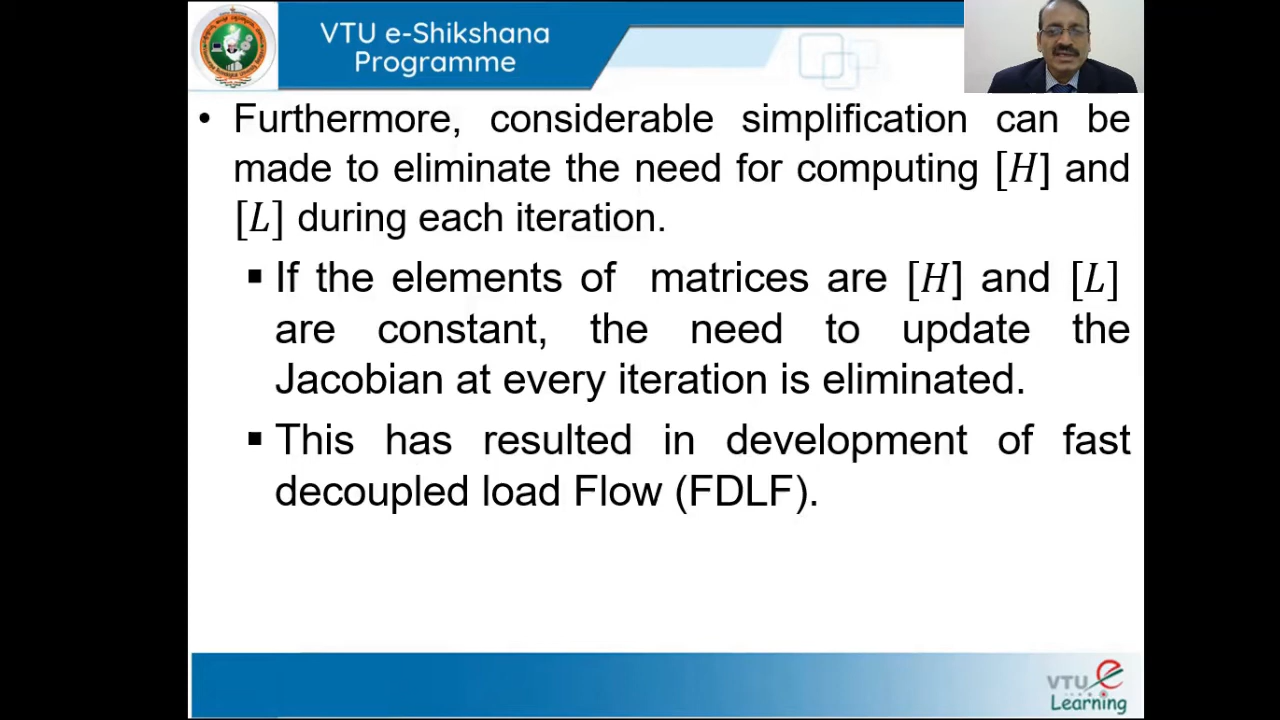 VTU e-Shikshana
Programme
• Furthermore, considerable simplification can be
made to eliminate the need for computing [H] and
[L] during each iteration.
▪ If the elements of matrices are [H] and [L]
are constant, the need to update the
Jacobian at every iteration is eliminated.
▪ This has resulted in development of fast
decoupled load Flow (FDLF).
VTU e
Learning